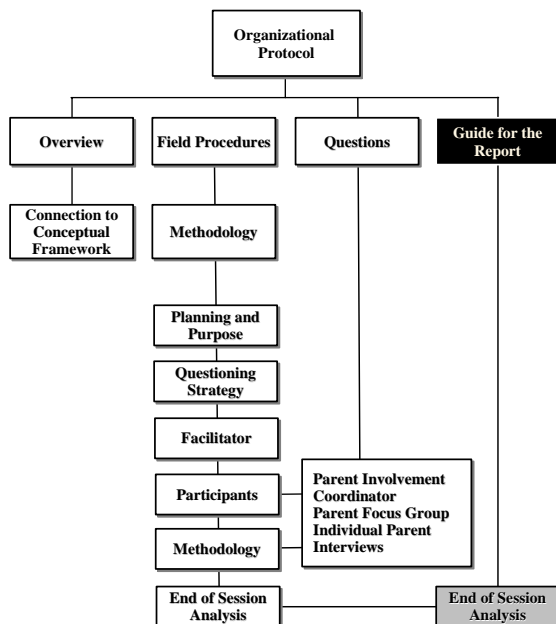 Organizational
Protocol
Overview
Field Procedures
Questions
Guide for the
Report
Connection to
Conceptual
Framework
Methodology
Planning and
Purpose
Questioning
Strategy
Facilitator
Participants
Parent Involvement
Coordinator
Parent Focus Group
Individual Parent
Interviews
Methodology
End of Session
Analysis
End of Session
Analysis